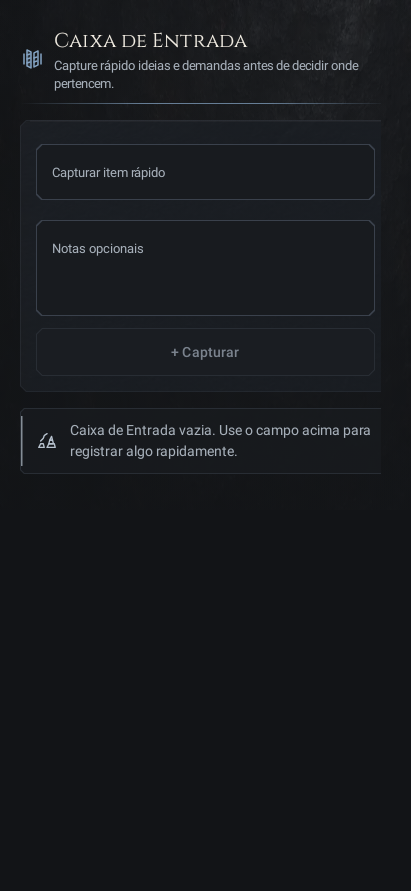 Caixa de Entrada
Capture rápido ideias e demandas antes de decidir onde
pertencem.
Capturar item rápido
Notas opcionais
+ Capturar
Caixa de Entrada vazia. Use o campo acima para
registrar algo rapidamente.